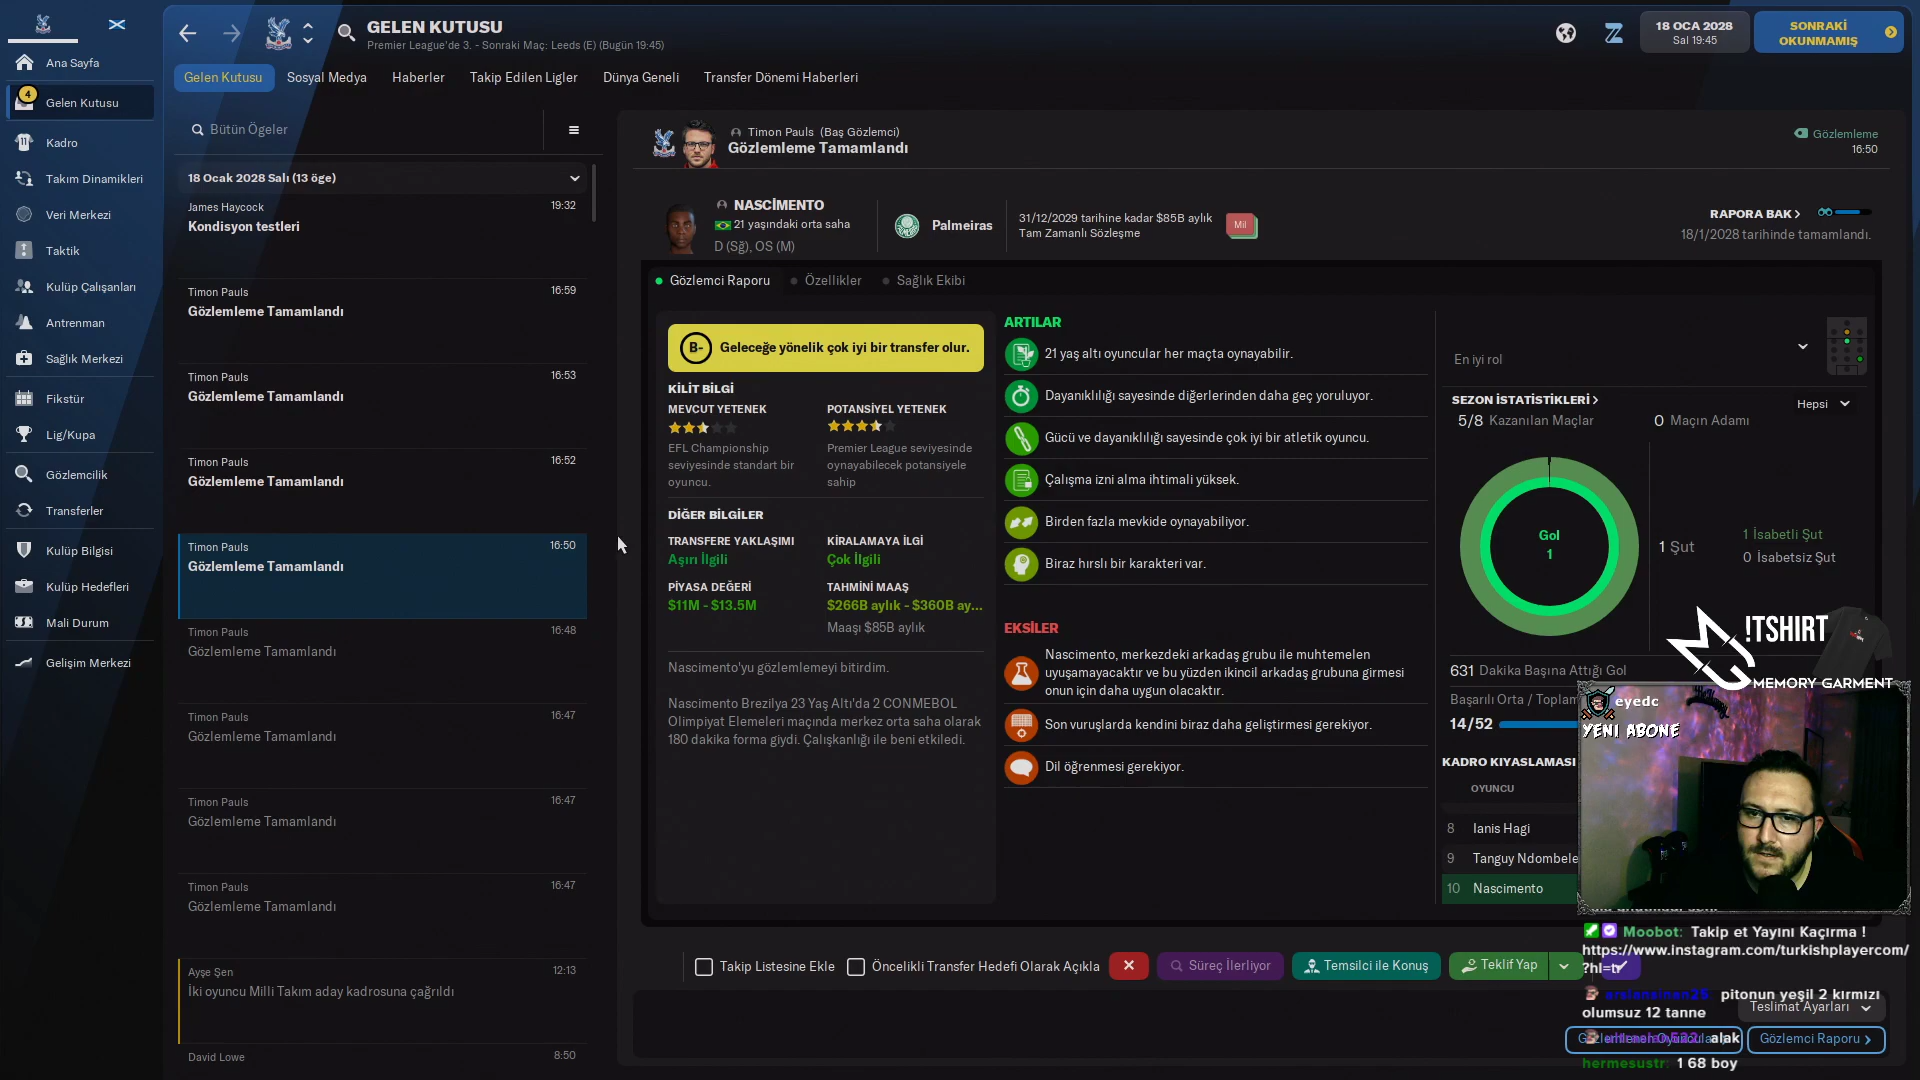 GELEN KUTUSU
Premier League'de 3. - Sonraki Maç: Leeds (E) (Bugün 19:45)
18 OCA 2028
Sal 19:45
SONRAKİ
OKUNMAMIŞ
Ana Sayfa
4
Gelen Kutusu
Kadro
Takım Dinamikleri
Veri Merkezi
Taktik
Kulüp Çalışanları
Antrenman
Sağlık Merkezi
Fikstür
Lig/Kupa
Gözlemcilik
Transferler
Kulüp Bilgisi
Kulüp Hedefleri
Mali Durum
Gelişim Merkezi
Gelen Kutusu
Sosyal Medya
Haberler
Takip Edilen Ligler
Dünya Geneli
Transfer Dönemi Haberleri
Bütün Ögeler
18 Ocak 2028 Salı (13 öge)
James Haycock 19:32
Kondisyon testleri
Timon Pauls 16:59
Gözlemleme Tamamlandı
Timon Pauls 16:53
Gözlemleme Tamamlandı
Timon Pauls 16:52
Gözlemleme Tamamlandı
Timon Pauls 16:50
Gözlemleme Tamamlandı
Timon Pauls 16:48
Gözlemleme Tamamlandı
Timon Pauls 16:47
Gözlemleme Tamamlandı
Timon Pauls 16:47
Gözlemleme Tamamlandı
Timon Pauls 16:47
Gözlemleme Tamamlandı
Ayşe Şen 12:13
İki oyuncu Milli Takım aday kadrosuna çağrıldı
David Lowe 8:50
Timon Pauls (Baş Gözlemci)
Gözlemleme Tamamlandı
Gözlemleme
16:50
NASCİMENTO
21 yaşındaki orta saha
D (Sğ), OS (M)
Palmeiras
31/12/2029 tarihine kadar $85B aylık
Tam Zamanlı Sözleşme
Mil
RAPORA BAK
18/1/2028 tarihinde tamamlandı.
Gözlemci Raporu
Özellikler
Sağlık Ekibi
B-
Geleceğe yönelik çok iyi bir transfer olur.
KİLİT BİLGİ
MEVCUT YETENEK
EFL Championship
seviyesinde standart bir
oyuncu.
POTANSİYEL YETENEK
Premier League seviyesinde
oynayabilecek potansiyele
sahip
DİĞER BİLGİLER
TRANSFERE YAKLAŞIMI
Aşırı İlgili
KİRALAMAYA İLGİ
Çok İlgili
PİYASA DEĞERİ
$11M - $13.5M
TAHMİNİ MAAŞ
$266B aylık - $360B ay...
Maaşı $85B aylık
Nascimento'yu gözlemlemeyi bitirdim.
Nascimento Brezilya 23 Yaş Altı'da 2 CONMEBOL
Olimpiyat Elemeleri maçında merkez orta saha olarak
180 dakika forma giydi. Çalışkanlığı ile beni etkiledi.
ARTILAR
21 yaş altı oyuncular her maçta oynayabilir.
Dayanıklılığı sayesinde diğerlerinden daha geç yoruluyor.
Gücü ve dayanıklılığı sayesinde çok iyi bir atletik oyuncu.
Çalışma izni alma ihtimali yüksek.
Birden fazla mevkide oynayabiliyor.
Biraz hırslı bir karakteri var.
EKSİLER
Nascimento, merkezdeki arkadaş grubu ile muhtemelen
uyuşamayacaktır ve bu yüzden ikincil arkadaş grubuna girmesi
onun için daha uygun olacaktır.
Son vuruşlarda kendini biraz daha geliştirmesi gerekiyor.
Dil öğrenmesi gerekiyor.
En iyi rol
SEZON İSTATİSTİKLERİ
Hepsi
5/8 Kazanılan Maçlar
0 Maçın Adamı
Gol
1
1 Şut
1 İsabetli Şut
0 İsabetsiz Şut
631 Dakika Başına Attığı Gol
Başarılı Orta / Toplam
14/52
KADRO KIYASLAMASI
OYUNCU
8 Ianis Hagi
9 Tanguy Ndombele
10 Nascimento
!TSHIRT
MEMORY GARMENT
eyedc
YENI ABONE
Moobot: Takip et Yayını Kaçırma !
https://www.instagram.com/turkishplayercom/
?hl=tr
pitonun yeşil 2 kırmızı
olumsuz 12 tanne
alak
hermesustr: 1 68 boy
Takip Listesine Ekle
Öncelikli Transfer Hedefi Olarak Açıkla
Süreç İlerliyor
Temsilci ile Konuş
Teklif Yap
Teslimat Ayarları
Gözlemci Raporu